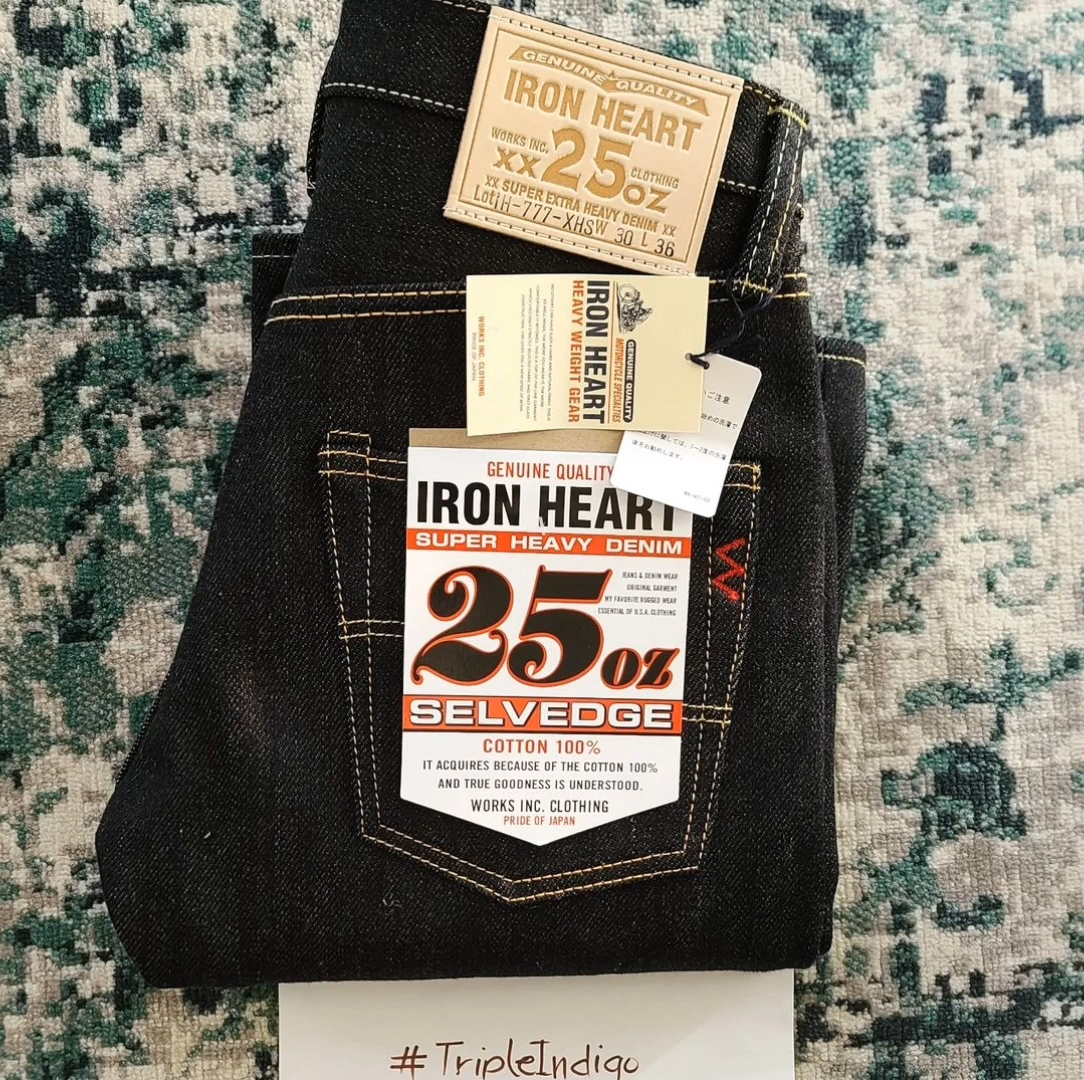 GENUINE QUALITY
IRON HEART
WORKS INC. CLOTHING
XX 25OZ
XX SUPER EXTRA HEAVY DENIM XX
Lot IH-777-XHS W 30 L 36
GENUINE QUALITY
MOTORCYCLE SPECIALITIES
IRON HEART
HEAVY WEIGHT GEAR
WORKS INC. CLOTHING
PRIDE OF JAPAN
ご注意
GENUINE QUALITY
IRON HEART
SUPER HEAVY DENIM
JEANS & DENIM WEAR
ORIGINAL GARMENT
MY FAVORITE RUGGED WEAR
ESSENTIAL OF U.S.A. CLOTHING
25oz
SELVEDGE
COTTON 100%
IT ACQUIRES BECAUSE OF THE COTTON 100%
AND TRUE GOODNESS IS UNDERSTOOD.
WORKS INC. CLOTHING
PRIDE OF JAPAN
W
# TripleIndigo